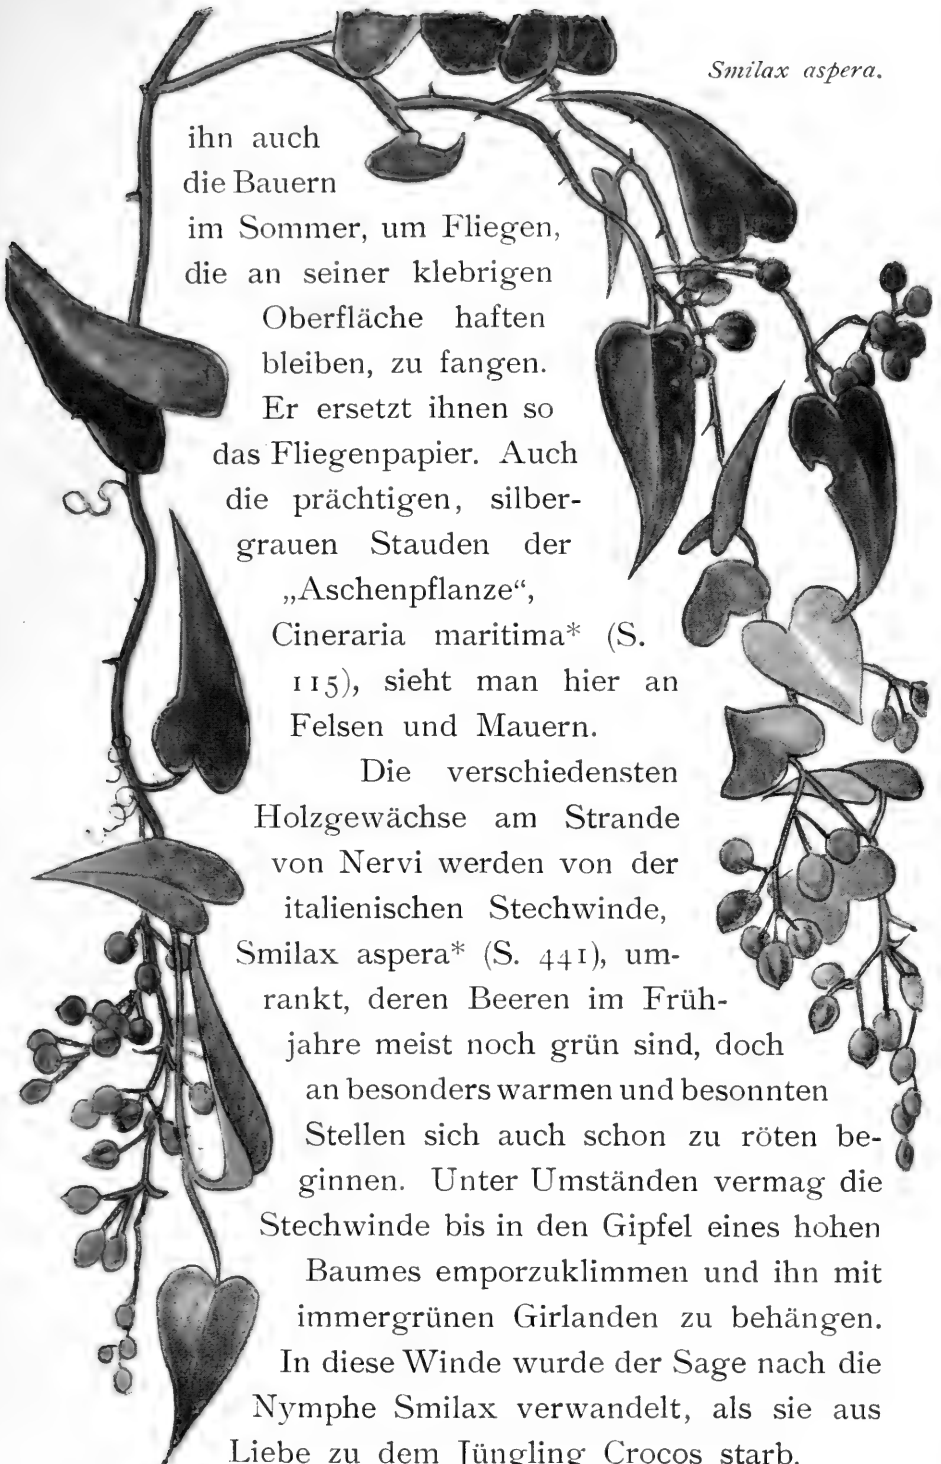 Smilax aspera.
ihn auch
die Bauern
im Sommer, um Fliegen,
die an seiner klebrigen
Oberfläche haften
bleiben, zu fangen.
Er ersetzt ihnen so
das Fliegenpapier. Auch
die prächtigen, silber-
grauen Stauden der
„Aschenpflanze“,
Cineraria maritima* (S.
115), sieht man hier an
Felsen und Mauern.
Die verschiedensten
Holzgewächse am Strande
von Nervi werden von der
italienischen Stechwinde,
Smilax aspera* (S. 441), um-
rankt, deren Beeren im Früh-
jahre meist noch grün sind, doch
an besonders warmen und besonnten
Stellen sich auch schon zu röten be-
ginnen. Unter Umständen vermag die
Stechwinde bis in den Gipfel eines hohen
Baumes emporzuklimmen und ihn mit
immergrünen Girlanden zu behängen.
In diese Winde wurde der Sage nach die
Nymphe Smilax verwandelt, als sie aus
Liebe zu dem Jüngling Crocos starb.